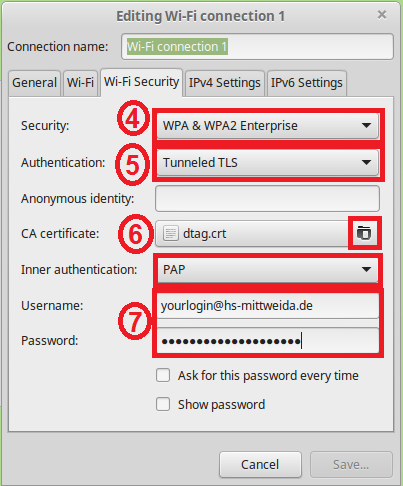 Editing Wi-Fi connection 1
Connection name: Wi-Fi connection 1
General Wi-Fi Wi-Fi Security IPv4 Settings IPv6 Settings
Security: 4 WPA & WPA2 Enterprise
Authentication: 5 Tunneled TLS
Anonymous identity:
CA certificate: 6 dtag.crt
Inner authentication: PAP
Username: yourlogin@hs-mittweida.de
7
Password: ●●●●●●●●●●●●●●●●●●●●
Ask for this password every time
Show password
Cancel Save...